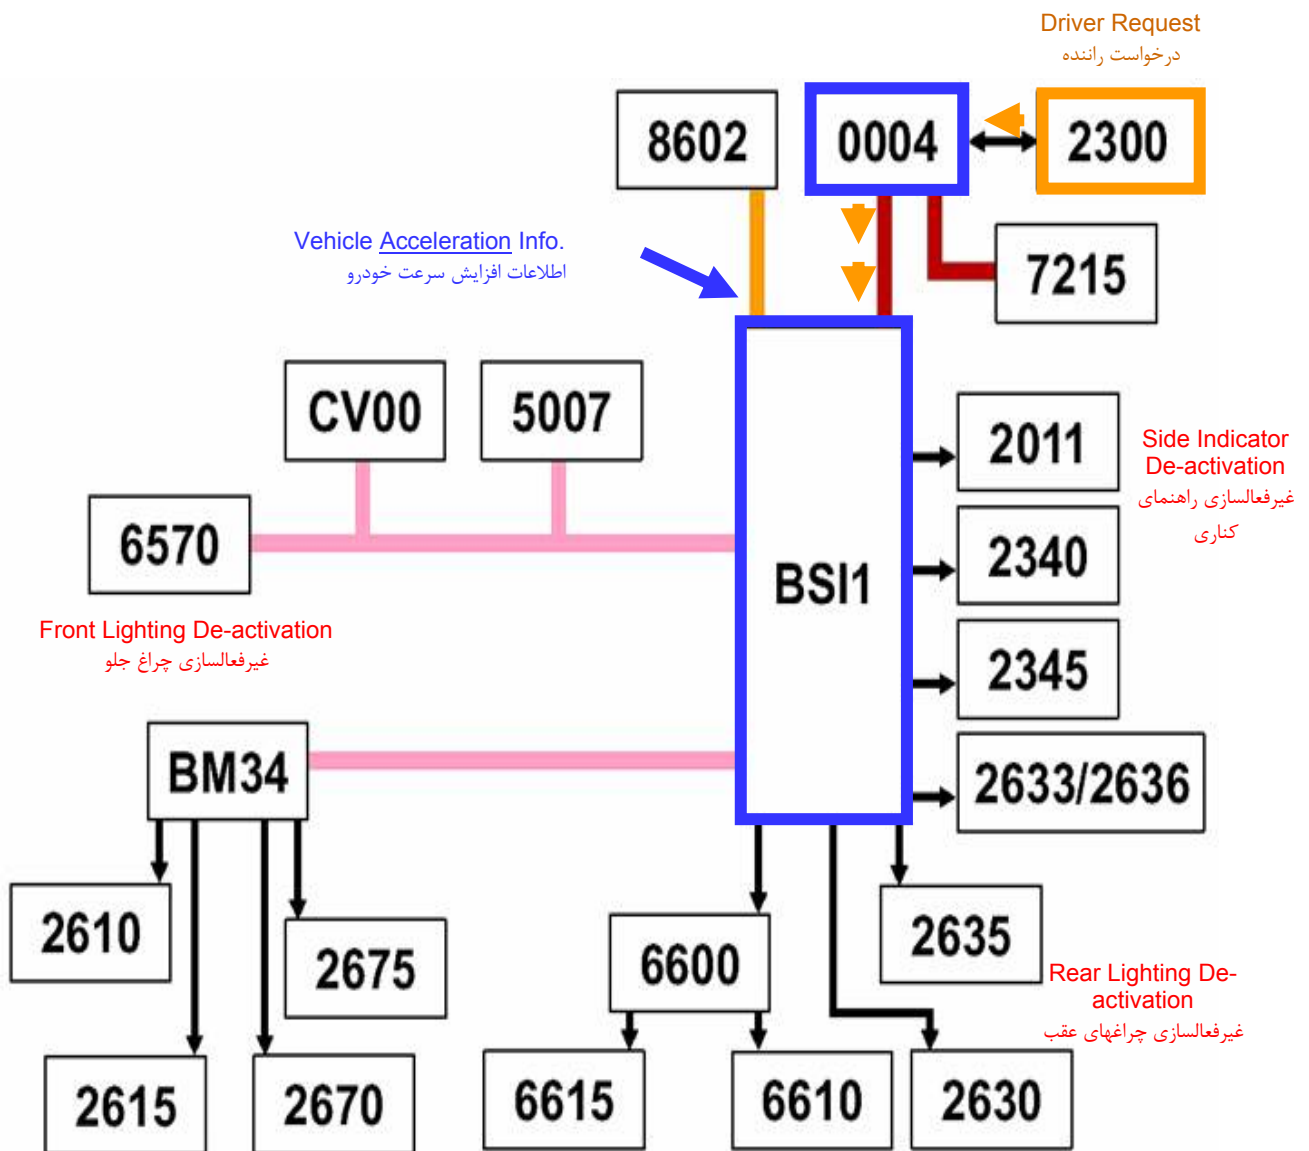 Driver Request
درخواست راننده
8602
0004
2300
Vehicle Acceleration Info.
اطلاعات افزایش سرعت خودرو
7215
CV00
5007
2011
Side Indicator
De-activation
غیرفعالسازی راهنمای
کناری
6570
2340
BSI1
Front Lighting De-activation
غیرفعالسازی چراغ جلو
2345
BM34
2633/2636
2610
2675
6600
2635
Rear Lighting De-
activation
غیرفعالسازی چراغهای عقب
2615
2670
6615
6610
2630